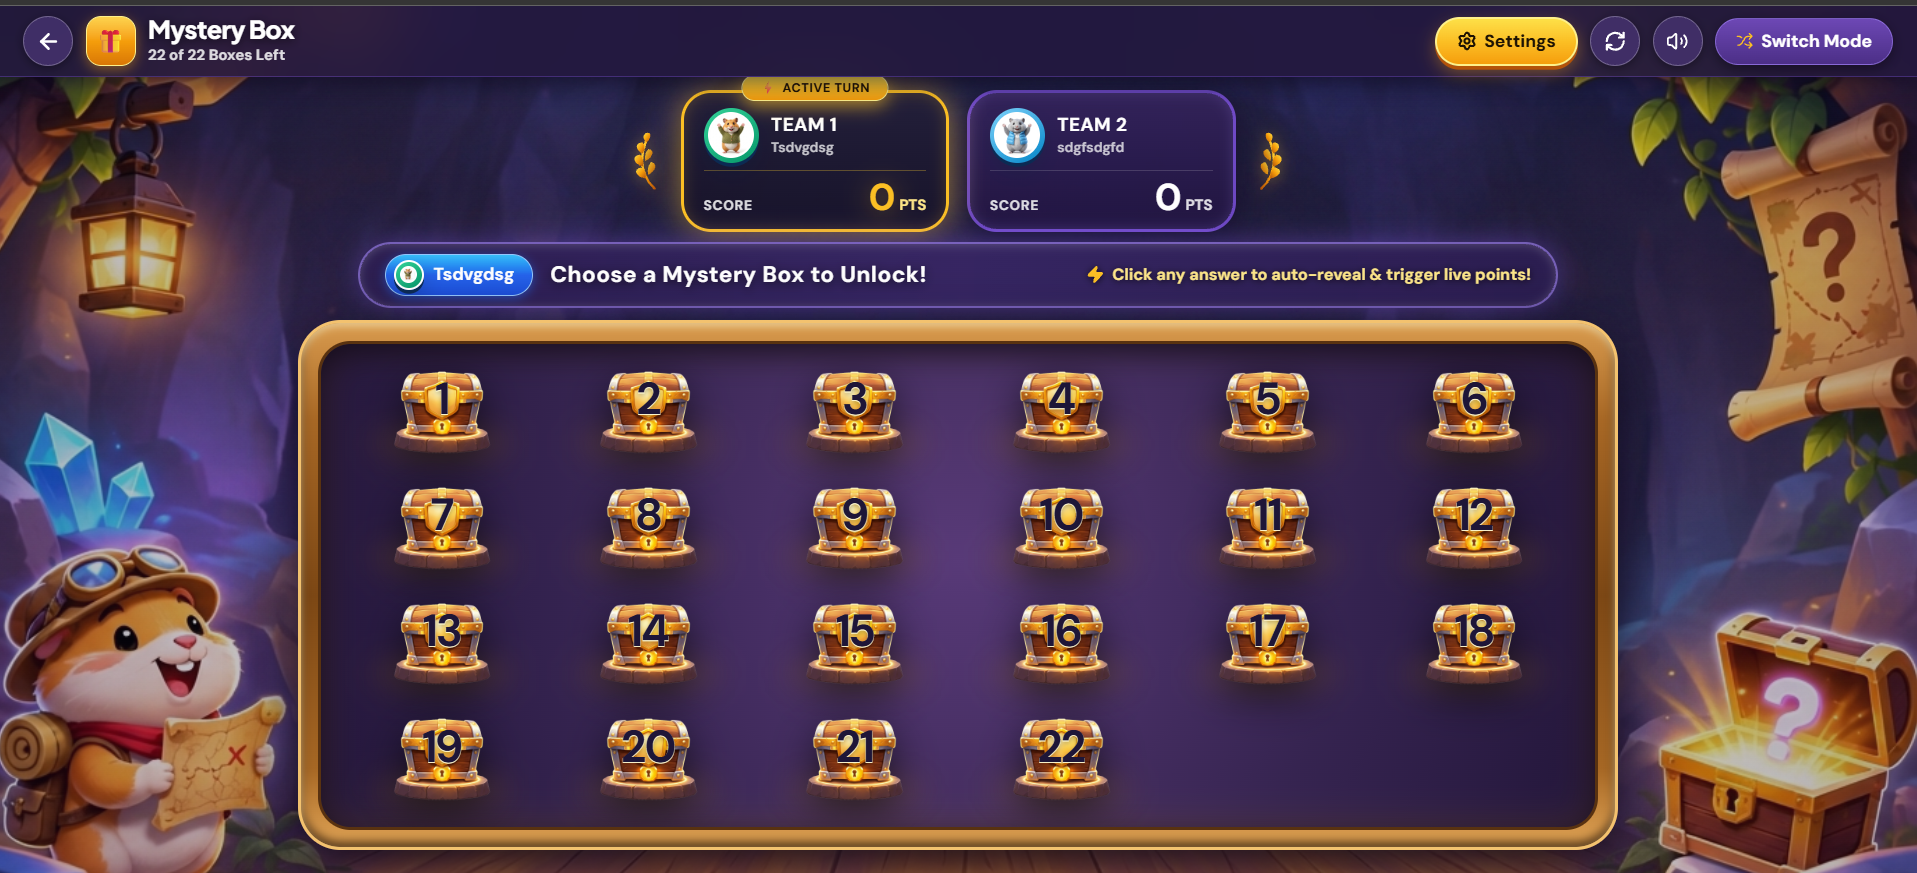 Mystery Box
22 of 22 Boxes Left
Settings
Switch Mode
ACTIVE TURN
TEAM 1
Tsdvgdsg
SCORE
0 PTS
TEAM 2
sdgfsdgfd
SCORE
0 PTS
Tsdvgdsg
Choose a Mystery Box to Unlock!
Click any answer to auto-reveal & trigger live points!
1 2 3 4 5 6
7 8 9 10 11 12
13 14 15 16 17 18
19 20 21 22
?
?